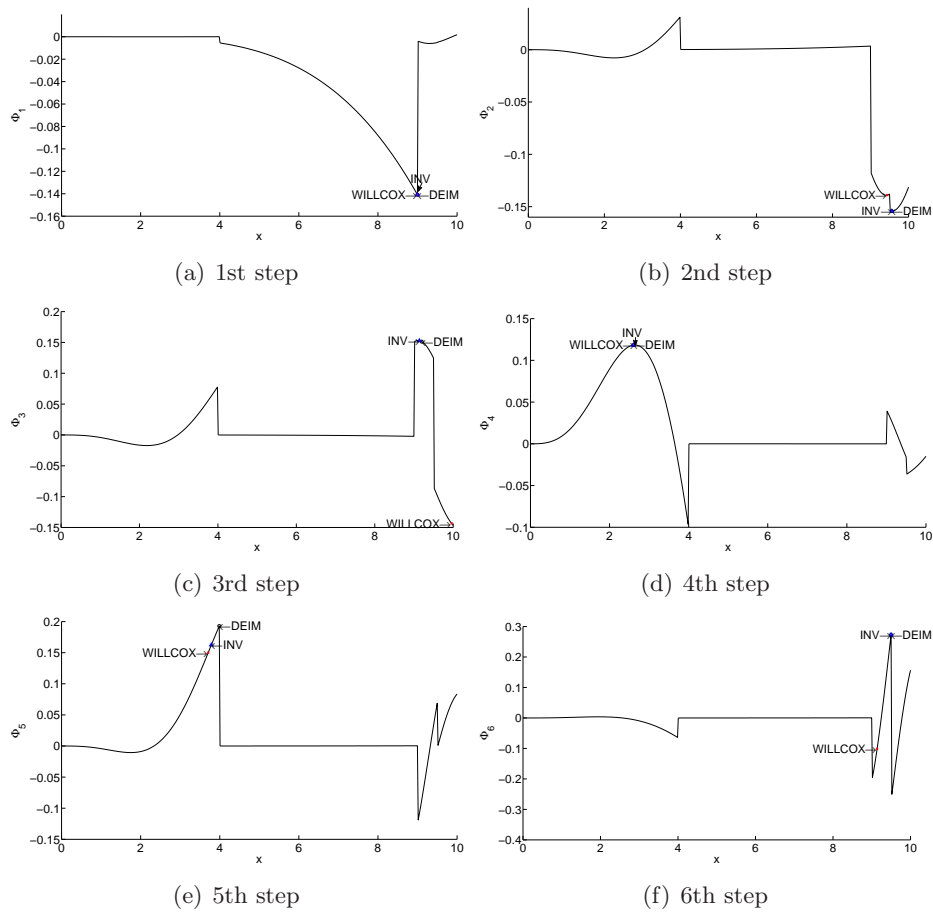 0
−0.02
−0.04
−0.06
−0.08
−0.1
−0.12
−0.14
−0.16
Φ1
INV
WILLCOX
DEIM
0 2 4 6 8 10
x
(a) 1st step
0
−0.05
−0.1
−0.15
Φ2
WILLCOX
INV
DEIM
0 2 4 6 8 10
x
(b) 2nd step
0.2
0.15
0.1
0.05
0
−0.05
−0.1
−0.15
Φ3
INV
DEIM
WILLCOX
0 2 4 6 8 10
x
(c) 3rd step
0.15
0.1
0.05
0
−0.05
−0.1
Φ4
INV
WILLCOX
DEIM
0 2 4 6 8 10
x
(d) 4th step
0.2
0.15
0.1
0.05
0
−0.05
−0.1
−0.15
Φ5
DEIM
INV
WILLCOX
0 2 4 6 8 10
x
(e) 5th step
0.3
0.2
0.1
0
−0.1
−0.2
−0.3
−0.4
Φ6
INV
DEIM
WILLCOX
0 2 4 6 8 10
x
(f) 6th step